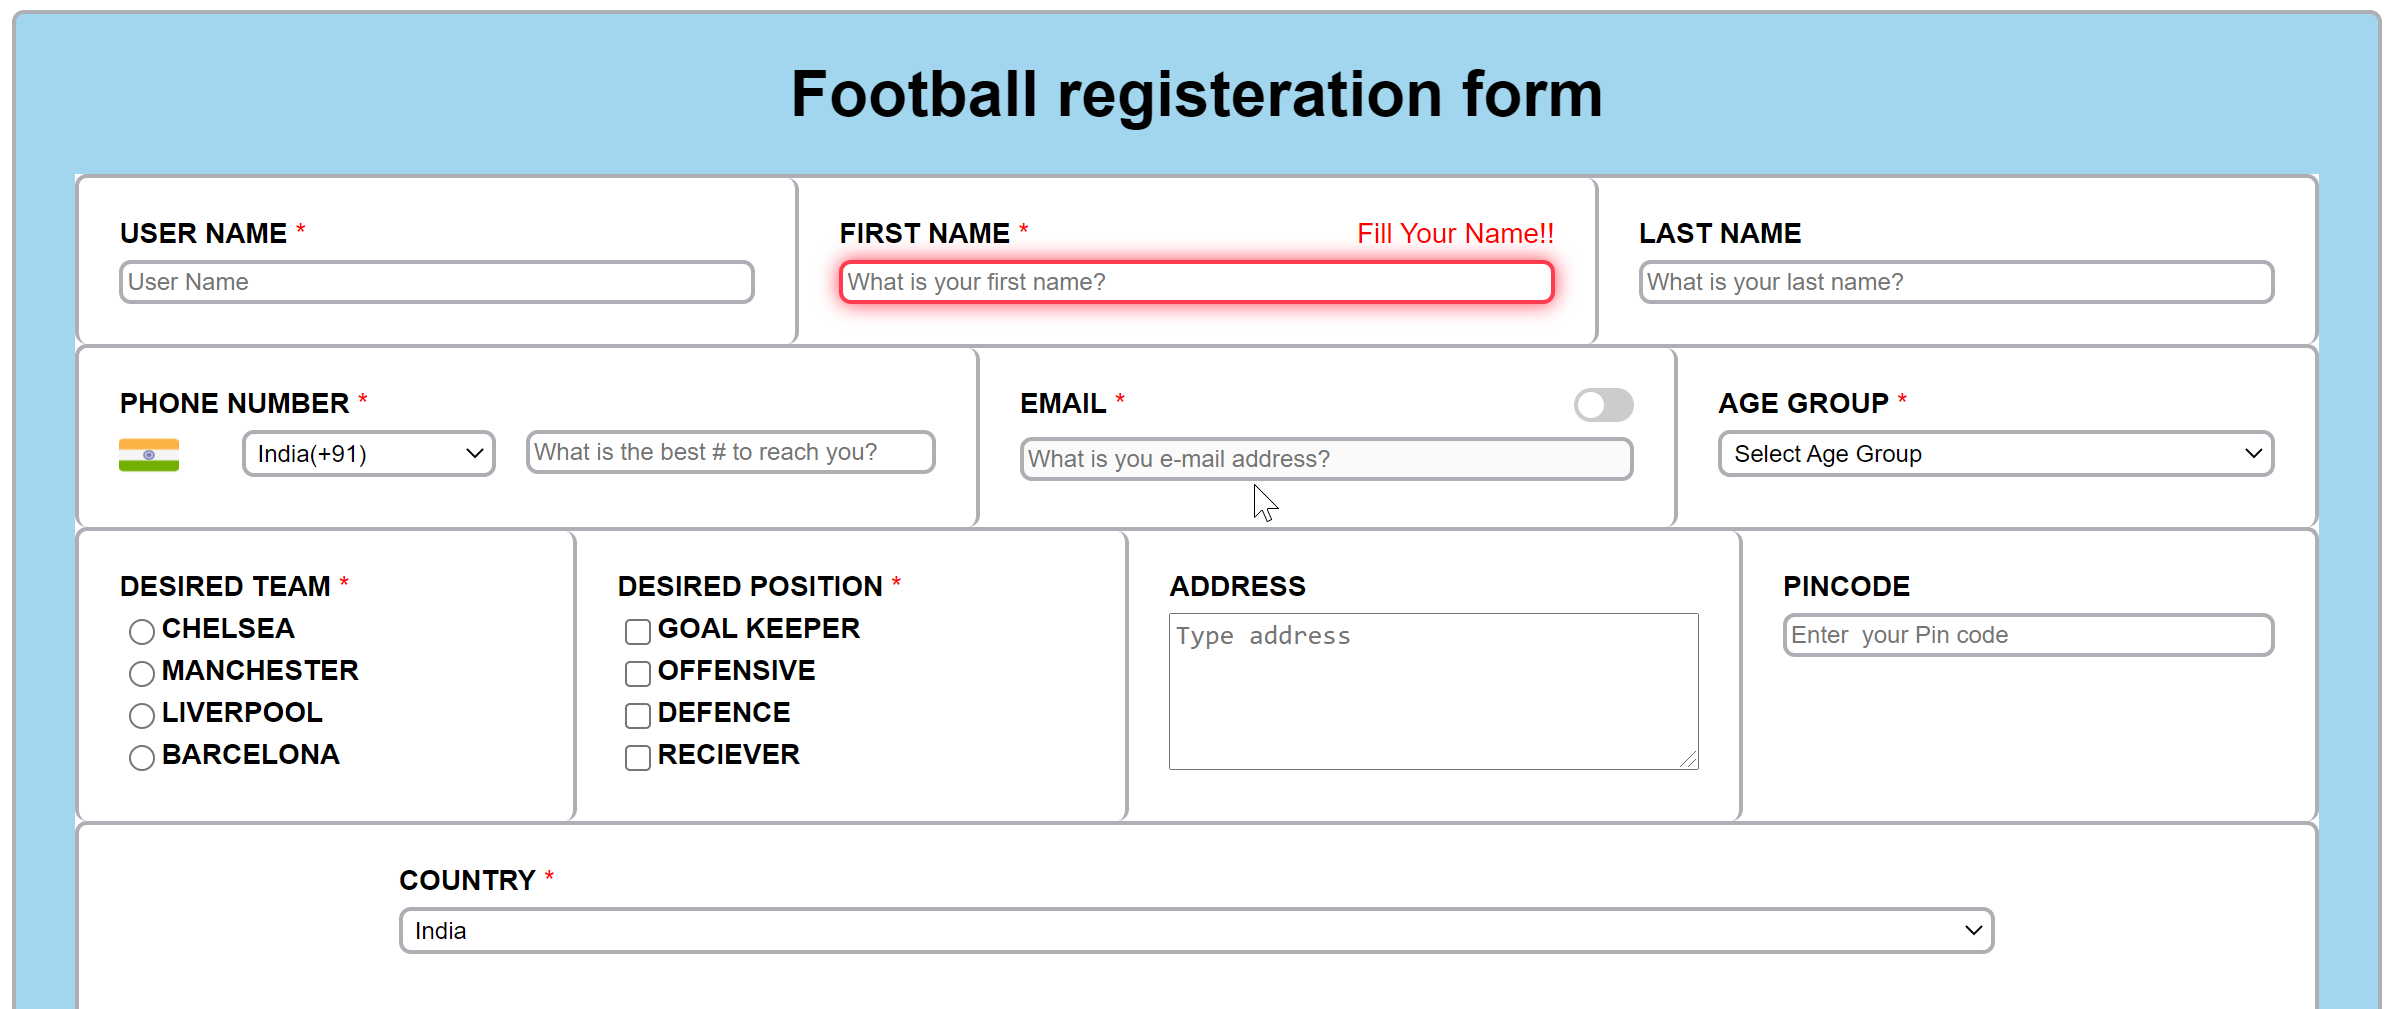 Football registeration form
USER NAME *
User Name
FIRST NAME * Fill Your Name!!
What is your first name?
LAST NAME
What is your last name?
PHONE NUMBER *
India(+91)
What is the best # to reach you?
EMAIL *
What is you e-mail address?
AGE GROUP *
Select Age Group
DESIRED TEAM *
CHELSEA
MANCHESTER
LIVERPOOL
BARCELONA
DESIRED POSITION *
GOAL KEEPER
OFFENSIVE
DEFENCE
RECIEVER
ADDRESS
Type address
PINCODE
Enter  your Pin code
COUNTRY *
India